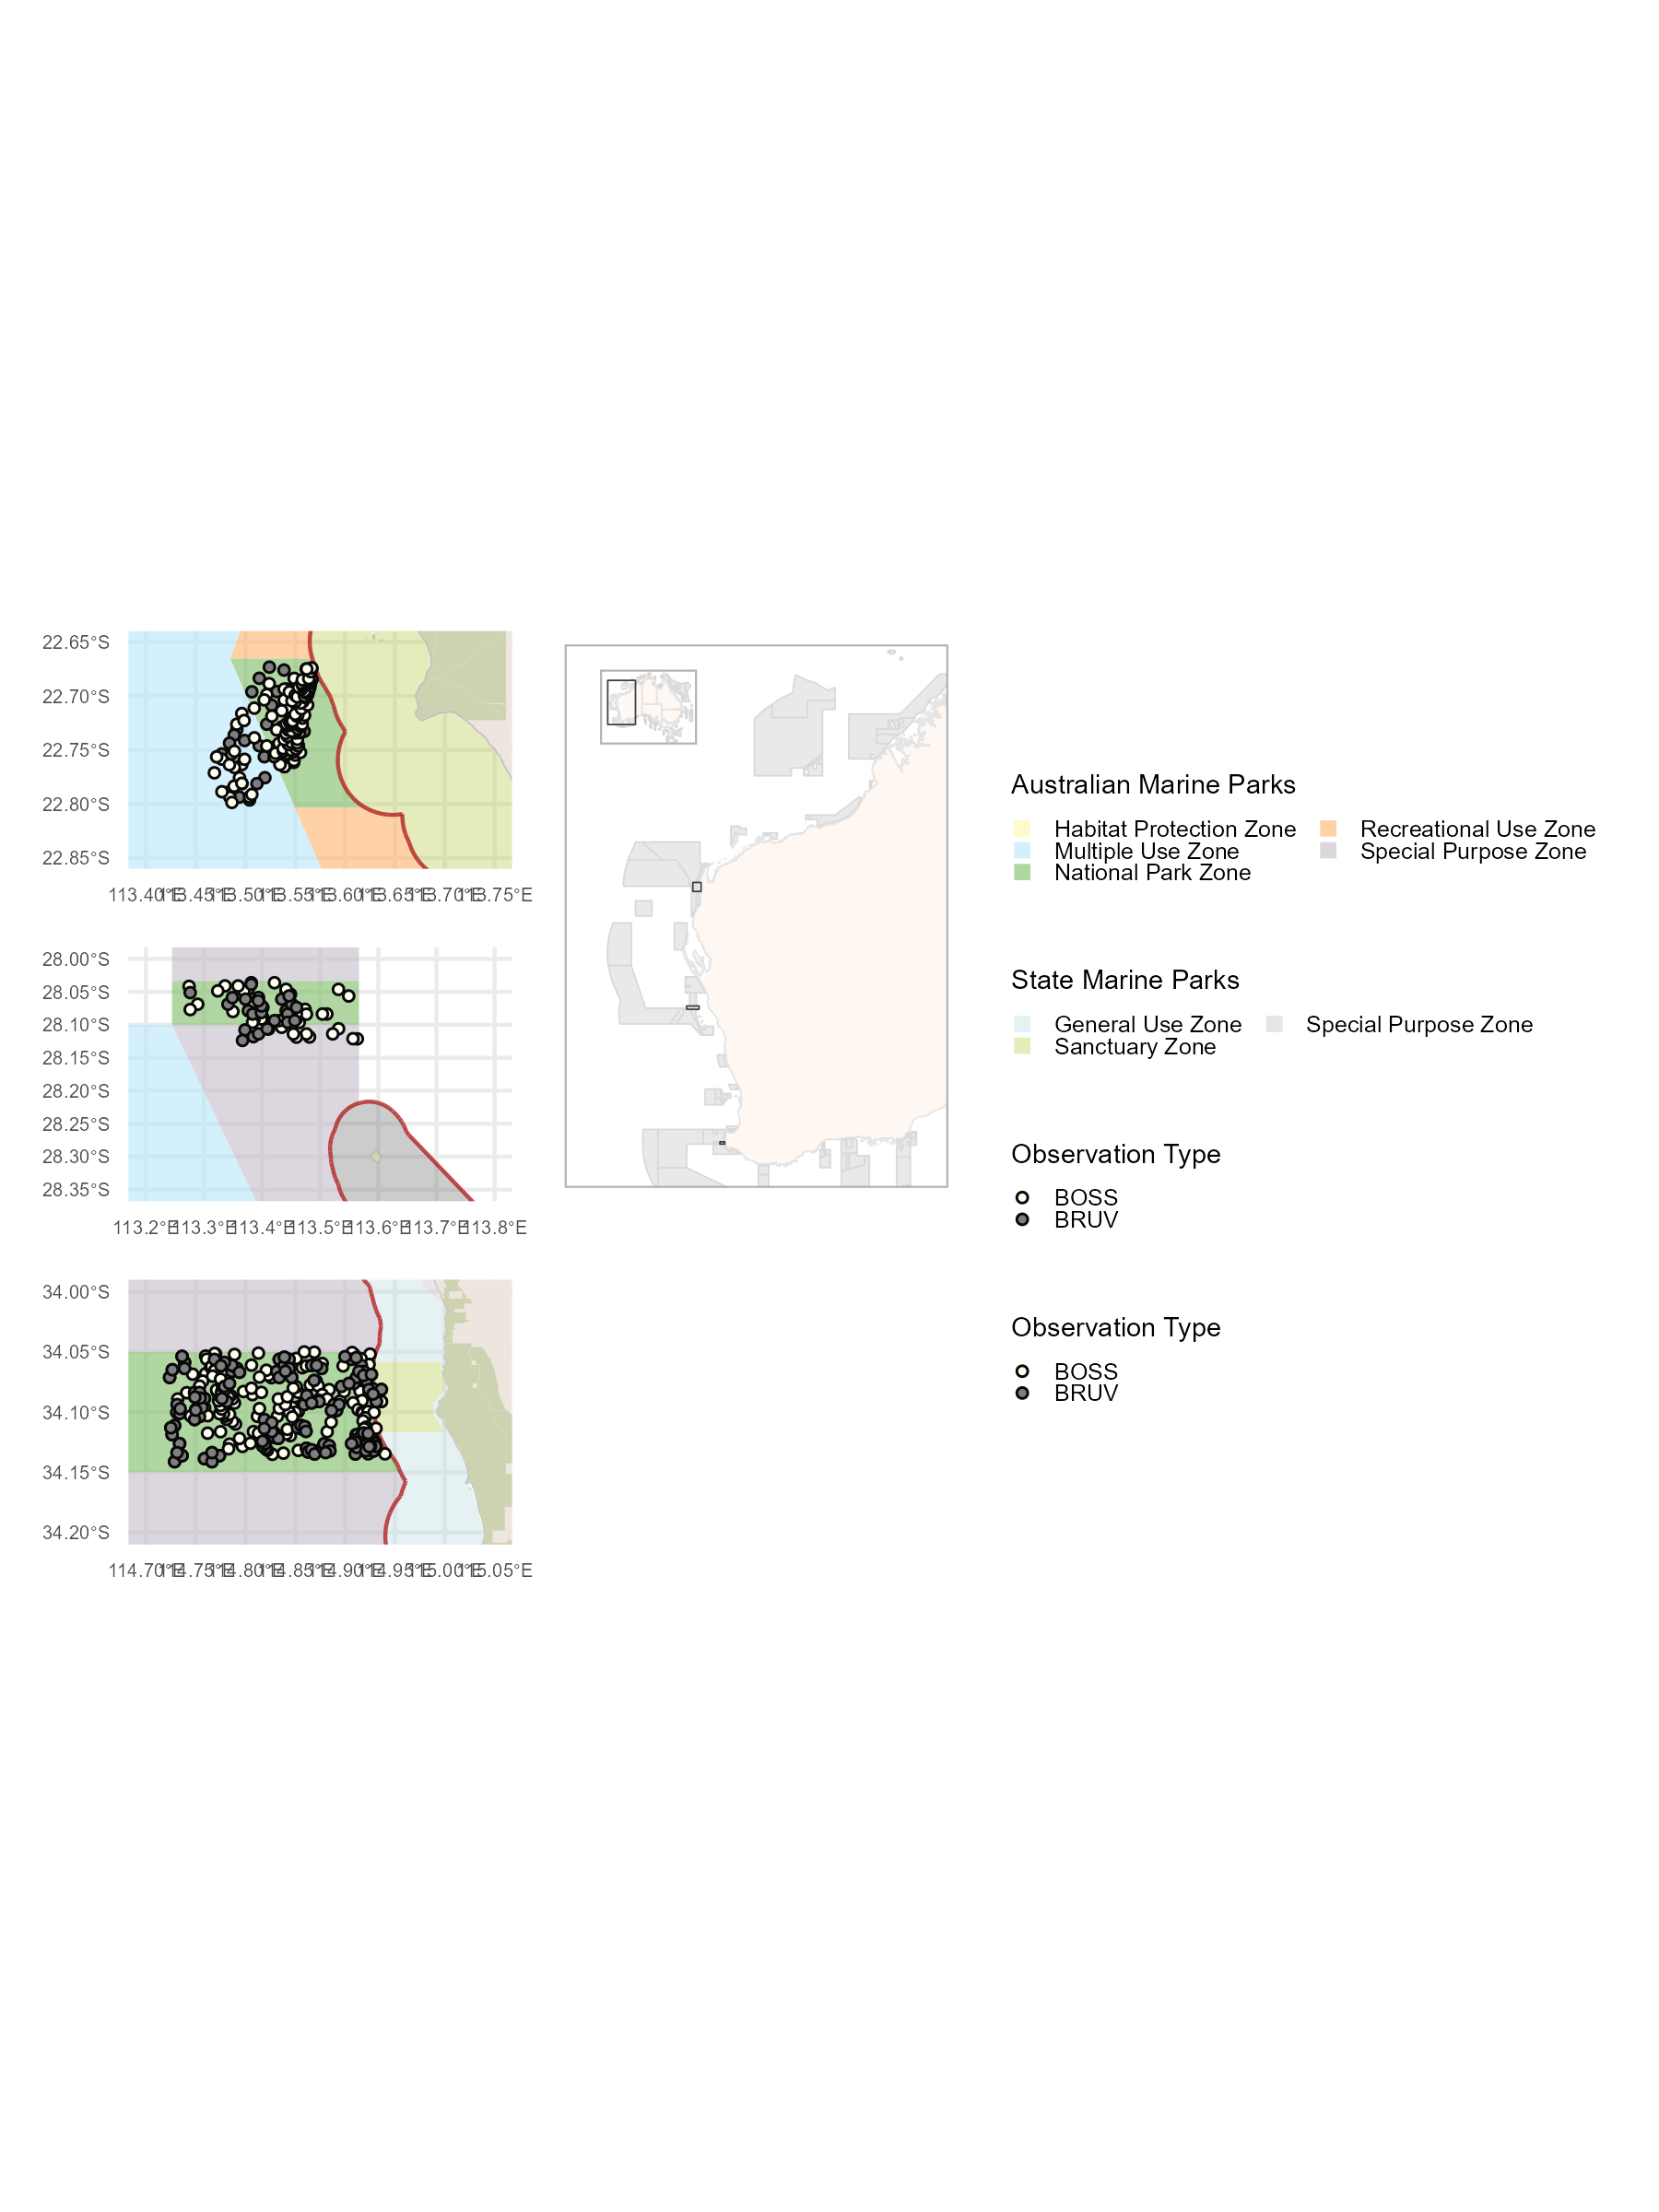 22.65°S
22.70°S
22.75°S
22.80°S
22.85°S
113.40°E 113.45°E 113.50°E 113.55°E 113.60°E 113.65°E 113.70°E 113.75°E
28.00°S
28.05°S
28.10°S
28.15°S
28.20°S
28.25°S
28.30°S
28.35°S
113.2°E 113.3°E 113.4°E 113.5°E 113.6°E 113.7°E 113.8°E
34.00°S
34.05°S
34.10°S
34.15°S
34.20°S
114.70°E 114.75°E 114.80°E 114.85°E 114.90°E 114.95°E 115.00°E 115.05°E
Australian Marine Parks
Habitat Protection Zone Recreational Use Zone
Multiple Use Zone Special Purpose Zone
National Park Zone
State Marine Parks
General Use Zone Special Purpose Zone
Sanctuary Zone
Observation Type
BOSS
BRUV
Observation Type
BOSS
BRUV